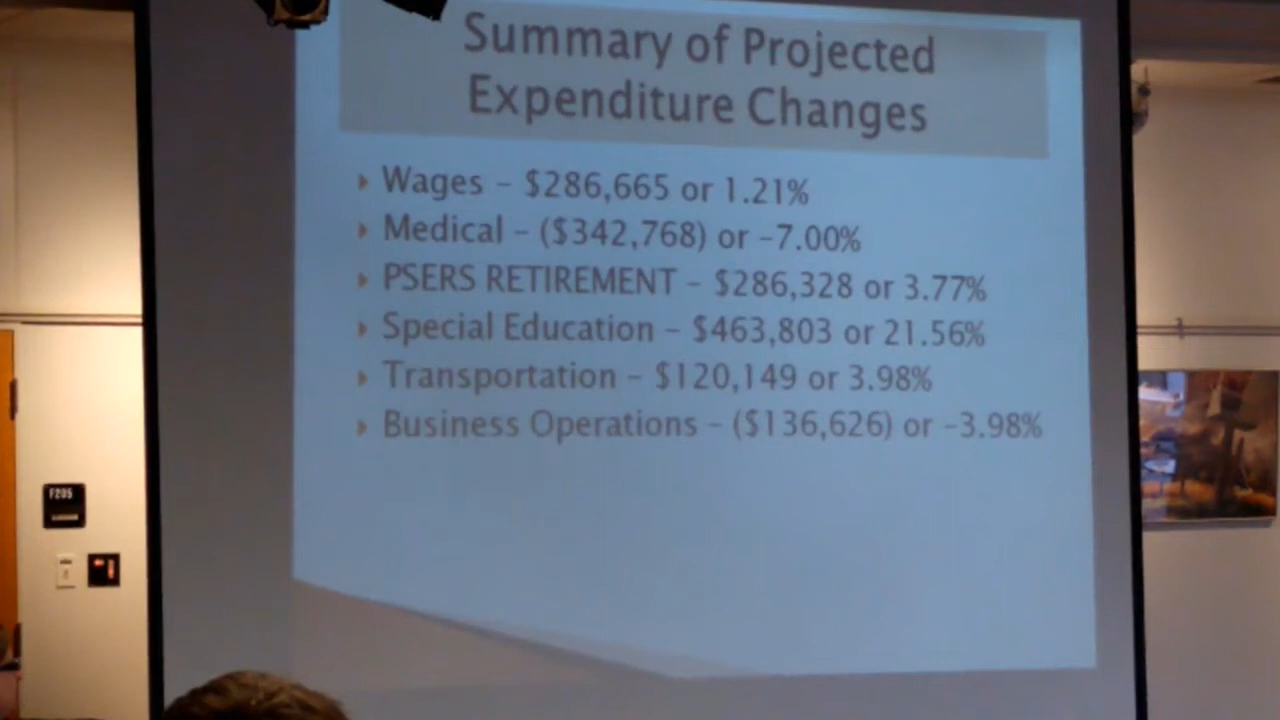 Summary of Projected
Expenditure Changes
Wages – $286,665 or 1.21%
Medical – ($342,768) or -7.00%
PSERS RETIREMENT – $286,328 or 3.77%
Special Education – $463,803 or 21.56%
Transportation – $120,149 or 3.98%
Business Operations – ($136,626) or -3.98%
F205